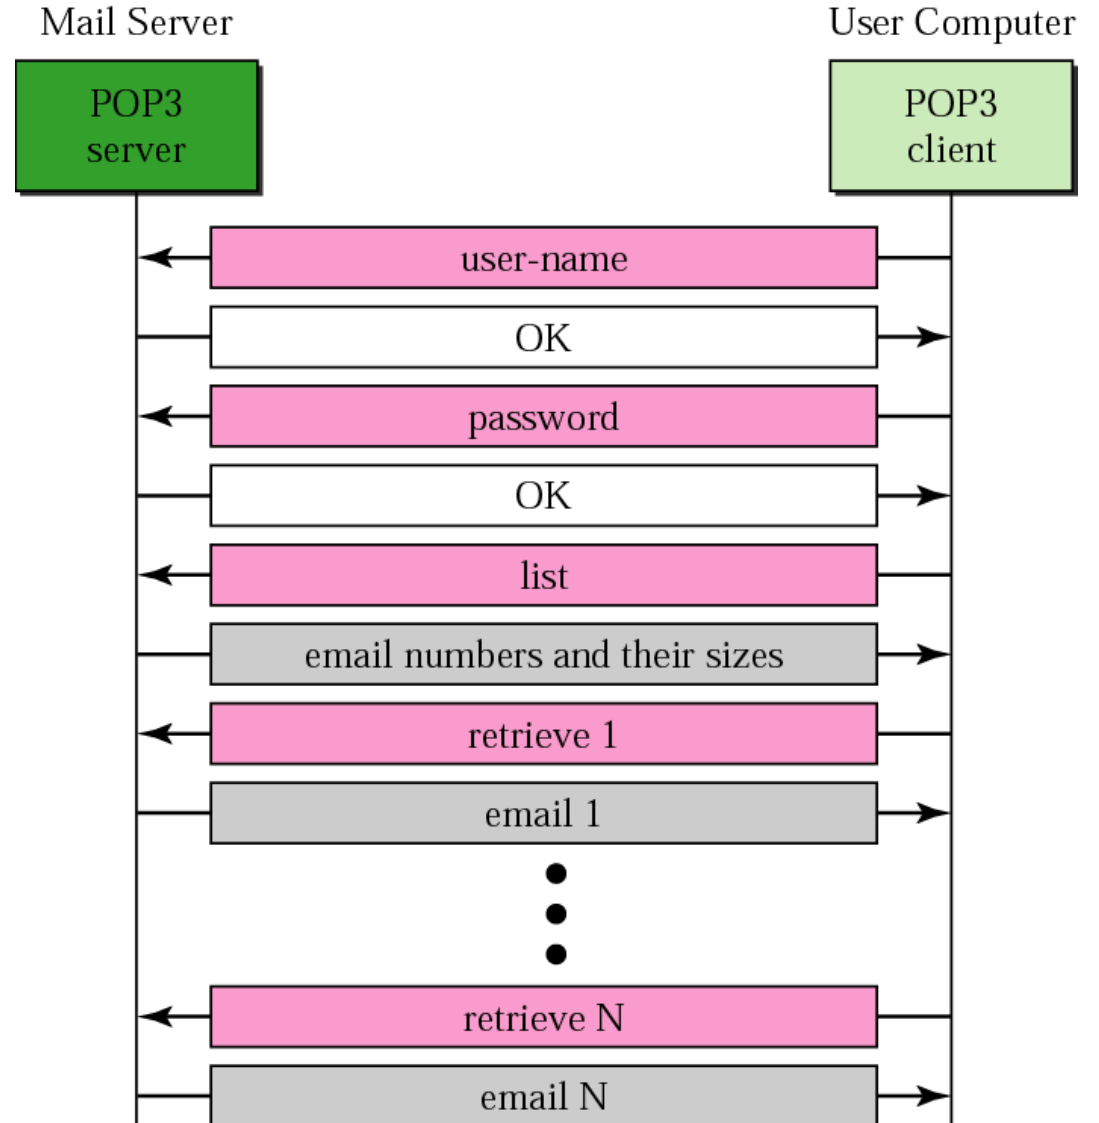 Mail Server
User Computer
POP3
server
POP3
client
user-name
OK
password
OK
list
email numbers and their sizes
retrieve 1
email 1
retrieve N
email N